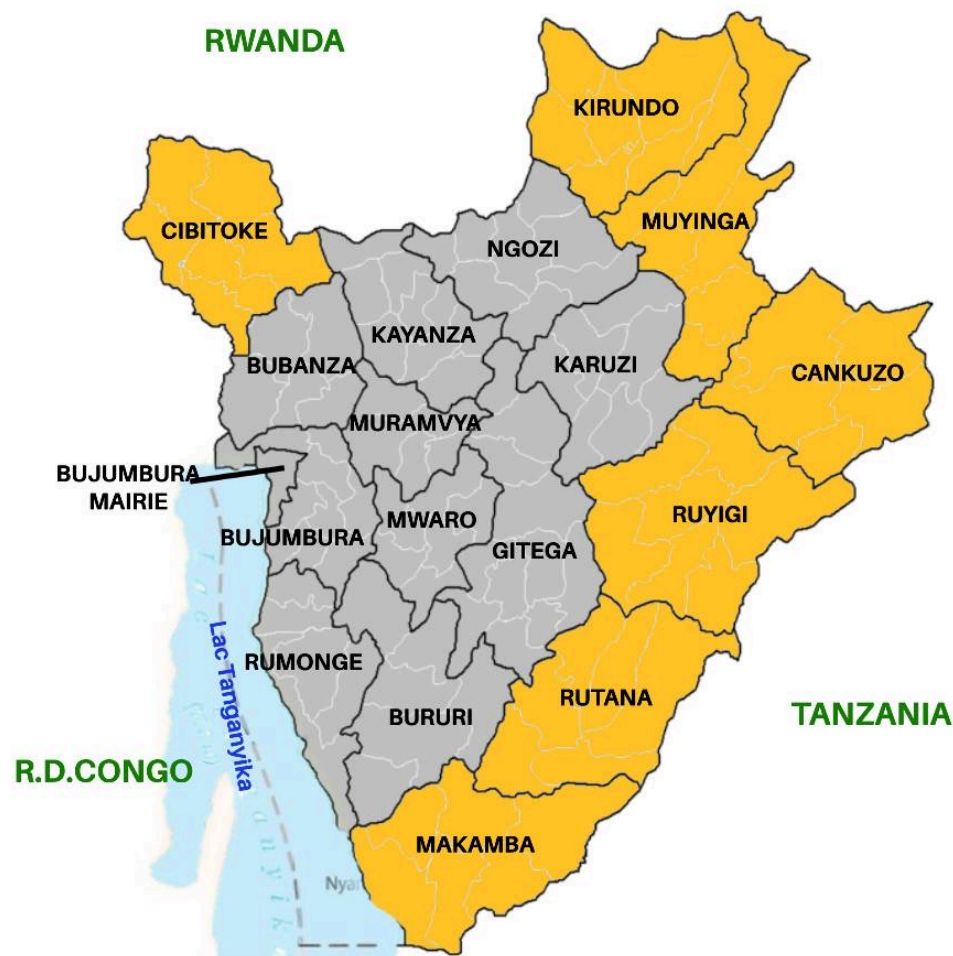 RWANDA
KIRUNDO
CIBITOKE
MUYINGA
NGOZI
KAYANZA
BUBANZA
KARUZI
CANKUZO
MURAMVYA
BUJUMBURA
MAIRIE
RUYIGI
MWARO
BUJUMBURA
GITEGA
Lac Tanganyika
RUMONGE
RUTANA
BURURI
TANZANIA
R.D.CONGO
MAKAMBA